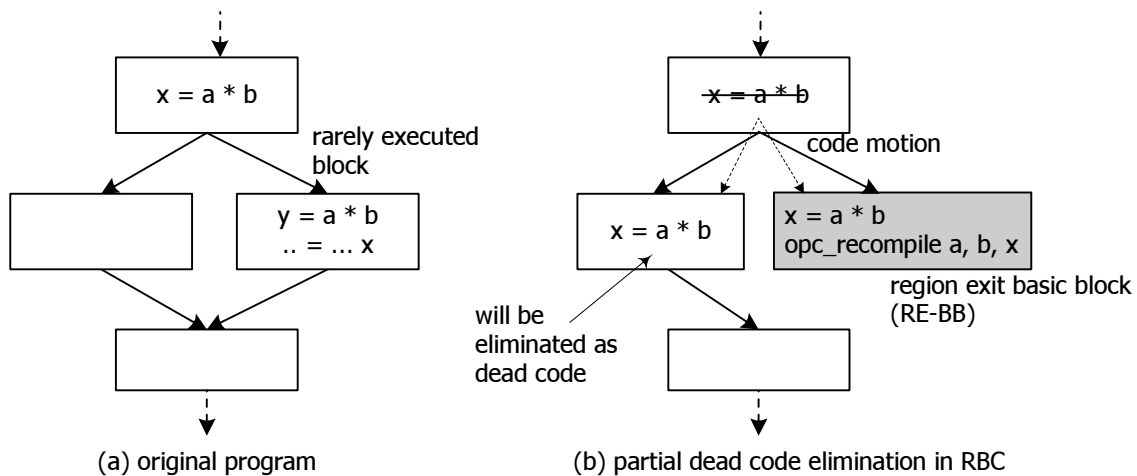 x = a * b
rarely executed
block
y = a * b
.. = ... x
(a) original program
x = a * b
code motion
x = a * b
x = a * b
opc_recompile a, b, x
region exit basic block
(RE-BB)
will be
eliminated as
dead code
(b) partial dead code elimination in RBC